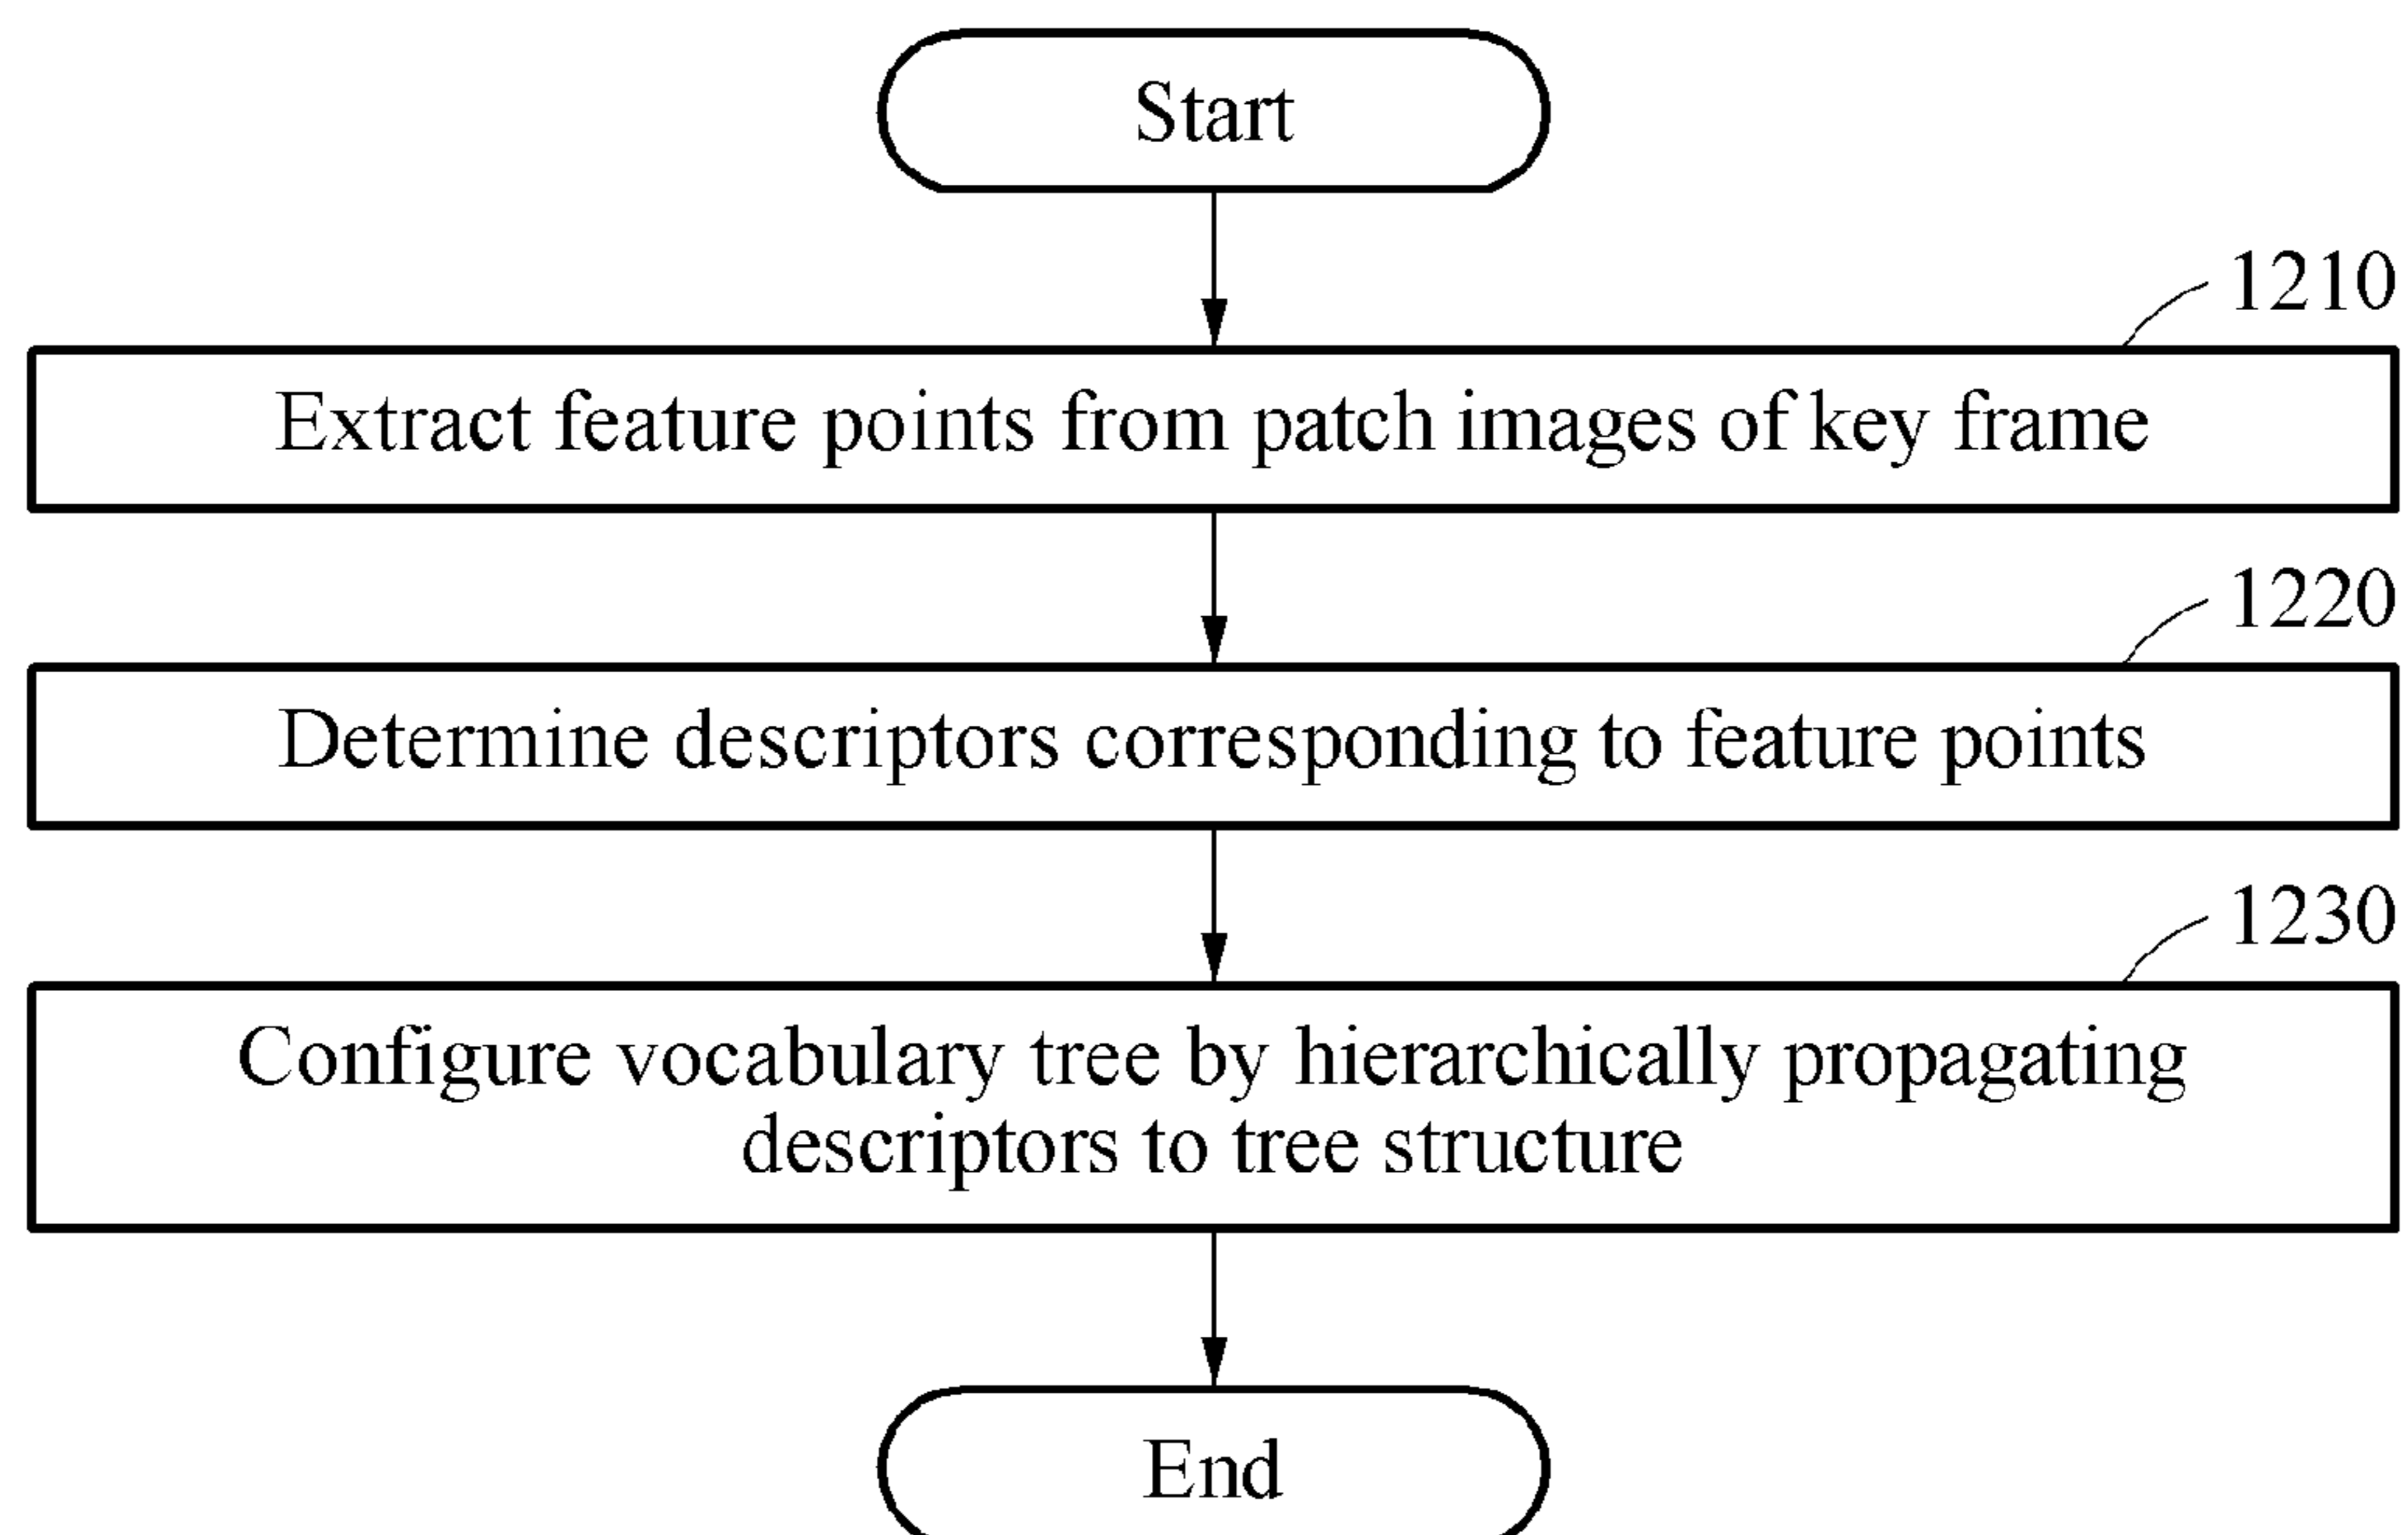 Start
1210
Extract feature points from patch images of key frame
1220
Determine descriptors corresponding to feature points
1230
Configure vocabulary tree by hierarchically propagating
descriptors to tree structure
End